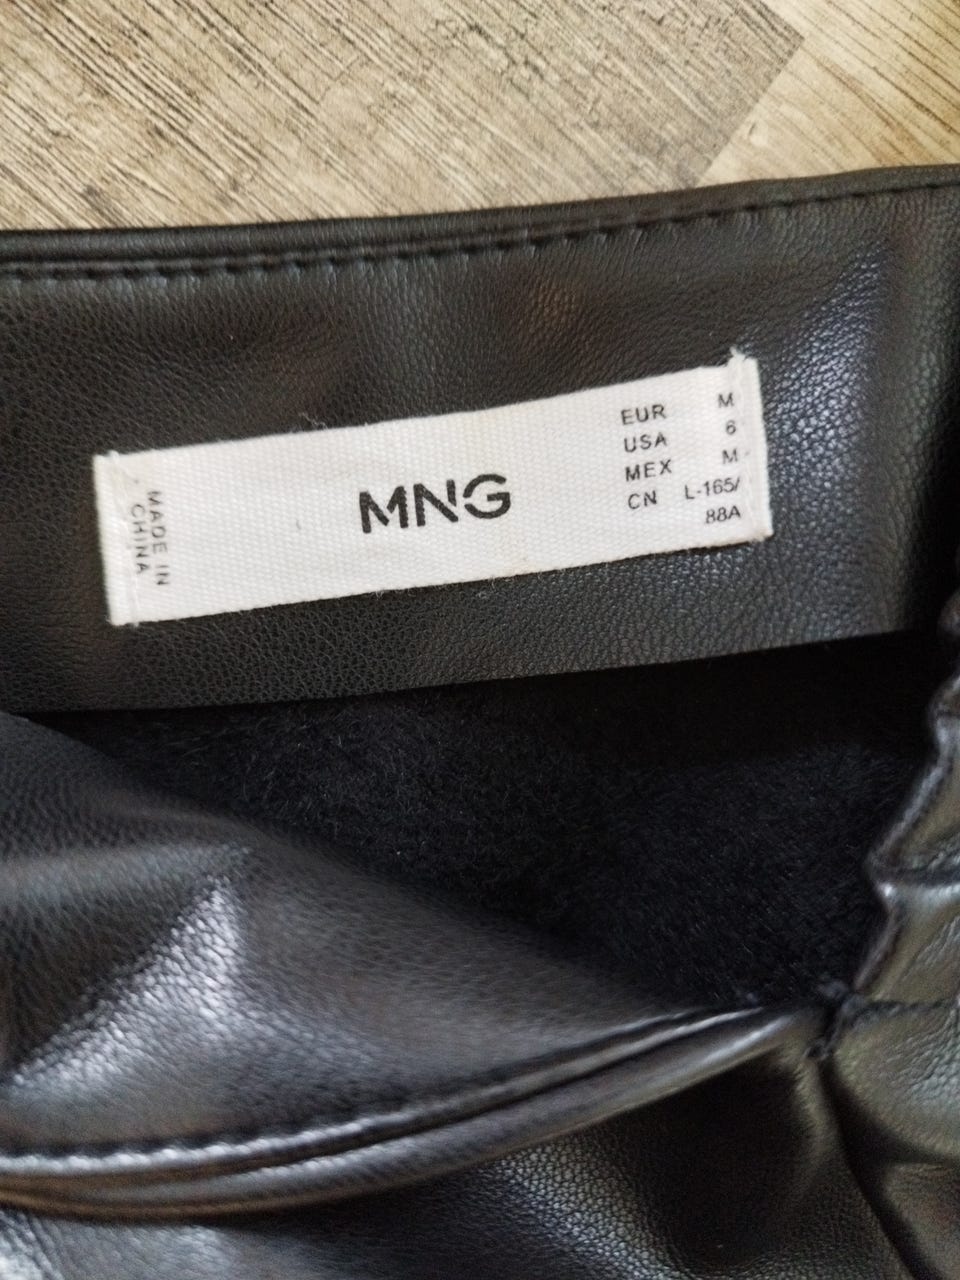 MADE IN
CHINA
MNG
EUR M
USA 6
MEX M
CN L-165/
88A